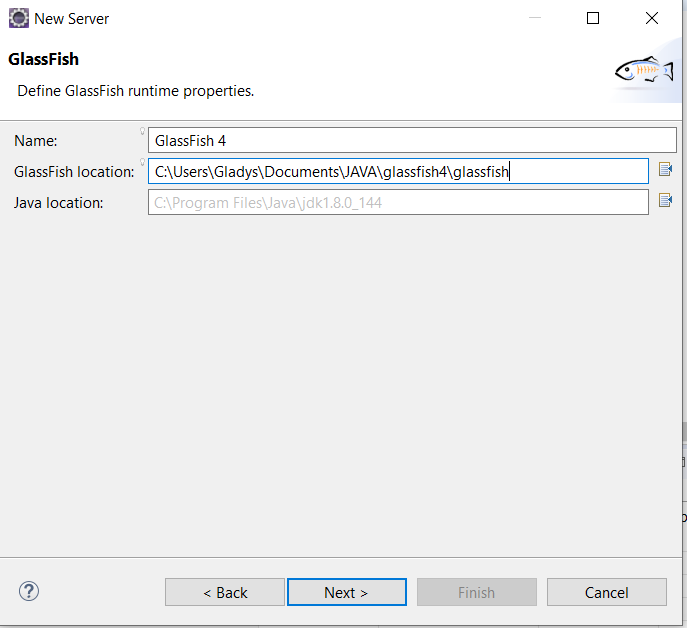 New Server
GlassFish
Define GlassFish runtime properties.
Name: GlassFish 4
GlassFish location: C:\Users\Gladys\Documents\JAVA\glassfish4\glassfish
Java location: C:\Program Files\Java\jdk1.8.0_144
? < Back Next > Finish Cancel